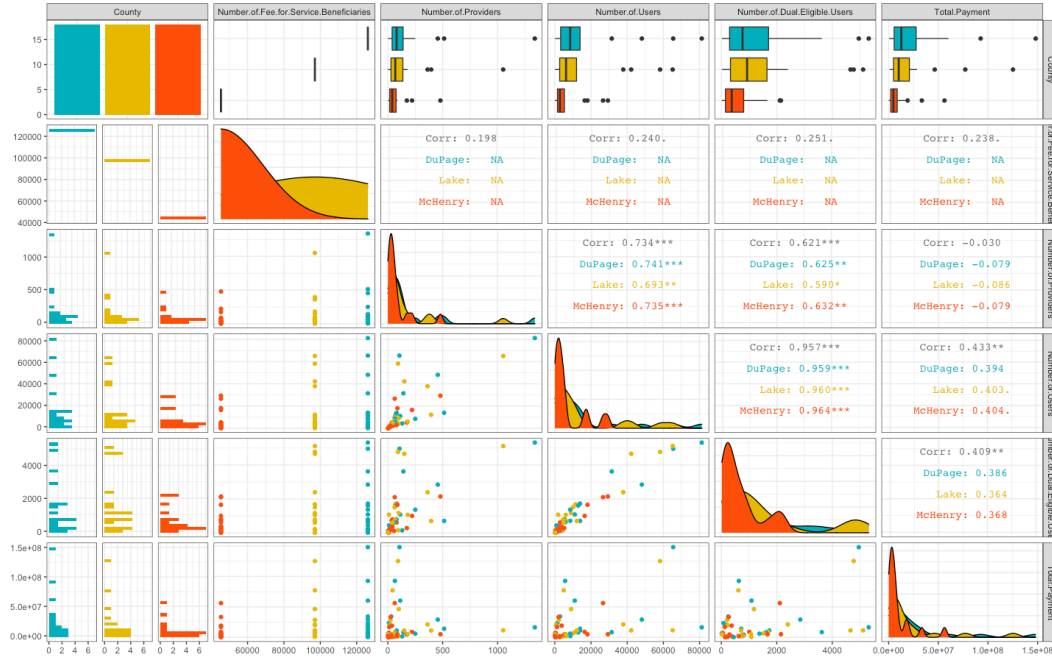 County
Number.of.Fee.for.Service.Beneficiaries
Number.of.Providers
Number.of.Users
Number.of.Dual.Eligible.Users
Total.Payment
15
10
5
0
County
120000
100000
80000
60000
40000
Corr: 0.198
DuPage: NA
Lake: NA
McHenry: NA
Corr: 0.240.
DuPage: NA
Lake: NA
McHenry: NA
Corr: 0.251.
DuPage: NA
Lake: NA
McHenry: NA
Corr: 0.238.
DuPage: NA
Lake: NA
McHenry: NA
1000
500
0
Corr: 0.734***
DuPage: 0.741***
Lake: 0.693**
McHenry: 0.735***
Corr: 0.621***
DuPage: 0.625**
Lake: 0.590*
McHenry: 0.632**
Corr: -0.030
DuPage: -0.079
Lake: -0.086
McHenry: -0.079
80000
60000
40000
20000
0
Corr: 0.957***
DuPage: 0.959***
Lake: 0.960***
McHenry: 0.964***
Corr: 0.433**
DuPage: 0.394
Lake: 0.403.
McHenry: 0.404.
4000
2000
0
Corr: 0.409**
DuPage: 0.386
Lake: 0.364
McHenry: 0.368
1.5e+08
1.0e+08
5.0e+07
0.0e+00
0 2 4 6
0 2 4 6
0 2 4 6
60000 80000 100000 120000
0 500 1000
0 20000 40000 60000 80000
0 2000 4000
0.0e+00 5.0e+07 1.0e+08 1.5e+08